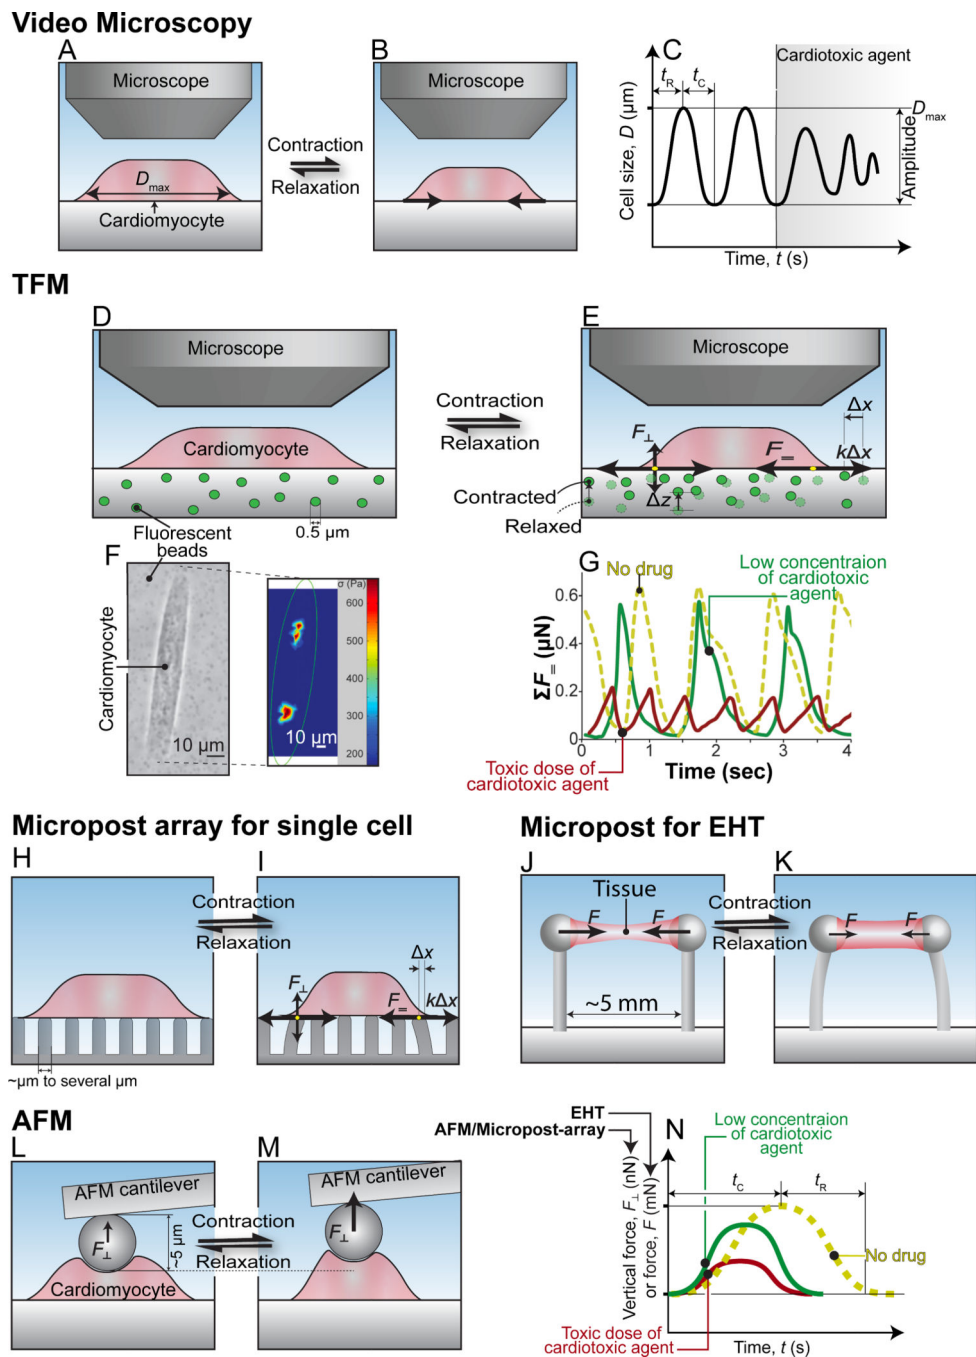 Video Microscopy
A
Microscope
D_max
Cardiomyocyte
Contraction
Relaxation
B
Microscope
C
Cardiotoxic agent
t_R
t_C
D_max
Amplitude
Cell size, D (µm)
Time, t (s)
TFM
D
Microscope
Cardiomyocyte
Fluorescent
beads
0.5 µm
Contraction
Relaxation
E
Microscope
Δx
F⊥
F=
kΔx
Contracted
Δz
Relaxed
F
Cardiomyocyte
10 µm
σ (Pa)
600
500
400
300
200
10 µm
G
No drug
Low concentraion
of cardiotoxic
agent
ΣF= (µN)
0.6
0.4
0.2
0
0
1
2
3
4
Time (sec)
Toxic dose of
cardiotoxic agent
Micropost array for single cell
H
Contraction
Relaxation
~µm to several µm
I
Δx
F⊥
F=
kΔx
Micropost for EHT
J
Tissue
F
F
~5 mm
Contraction
Relaxation
K
F
F
AFM
L
AFM cantilever
F⊥
~5 µm
Cardiomyocyte
Contraction
Relaxation
M
AFM cantilever
F⊥
EHT
AFM/Micropost-array
N
Low concentraion
of cardiotoxic
agent
Vertical force, F⊥ (nN)
or force, F (mN)
t_C
t_R
No drug
Toxic dose of
cardiotoxic agent
Time, t (s)